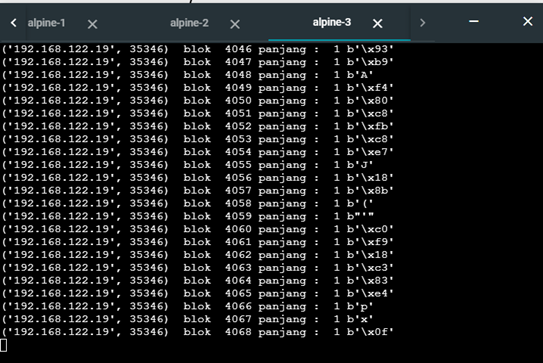 alpine-1 alpine-2 alpine-3
('192.168.122.19', 35346) blok 4046 panjang : 1 b'\x93'
('192.168.122.19', 35346) blok 4047 panjang : 1 b'\xb9'
('192.168.122.19', 35346) blok 4048 panjang : 1 b'A'
('192.168.122.19', 35346) blok 4049 panjang : 1 b'\xf4'
('192.168.122.19', 35346) blok 4050 panjang : 1 b'\x80'
('192.168.122.19', 35346) blok 4051 panjang : 1 b'\xc8'
('192.168.122.19', 35346) blok 4052 panjang : 1 b'\xfb'
('192.168.122.19', 35346) blok 4053 panjang : 1 b'\xc8'
('192.168.122.19', 35346) blok 4054 panjang : 1 b'\xe7'
('192.168.122.19', 35346) blok 4055 panjang : 1 b'J'
('192.168.122.19', 35346) blok 4056 panjang : 1 b'\x18'
('192.168.122.19', 35346) blok 4057 panjang : 1 b'\x8b'
('192.168.122.19', 35346) blok 4058 panjang : 1 b'('
('192.168.122.19', 35346) blok 4059 panjang : 1 b"'"
('192.168.122.19', 35346) blok 4060 panjang : 1 b'\xc0'
('192.168.122.19', 35346) blok 4061 panjang : 1 b'\xf9'
('192.168.122.19', 35346) blok 4062 panjang : 1 b'\x18'
('192.168.122.19', 35346) blok 4063 panjang : 1 b'\xc3'
('192.168.122.19', 35346) blok 4064 panjang : 1 b'\x83'
('192.168.122.19', 35346) blok 4065 panjang : 1 b'\xe4'
('192.168.122.19', 35346) blok 4066 panjang : 1 b'p'
('192.168.122.19', 35346) blok 4067 panjang : 1 b'x'
('192.168.122.19', 35346) blok 4068 panjang : 1 b'\x0f'